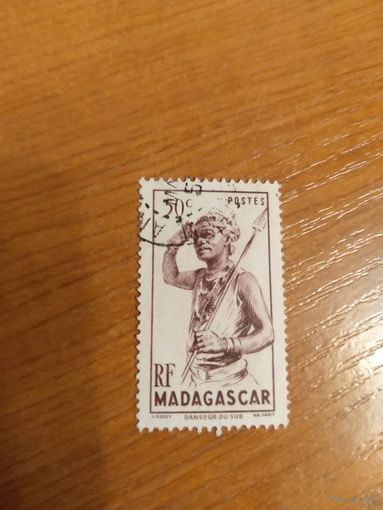 50c POSTES
RF
MADAGASCAR
DANSEUR DU SUD